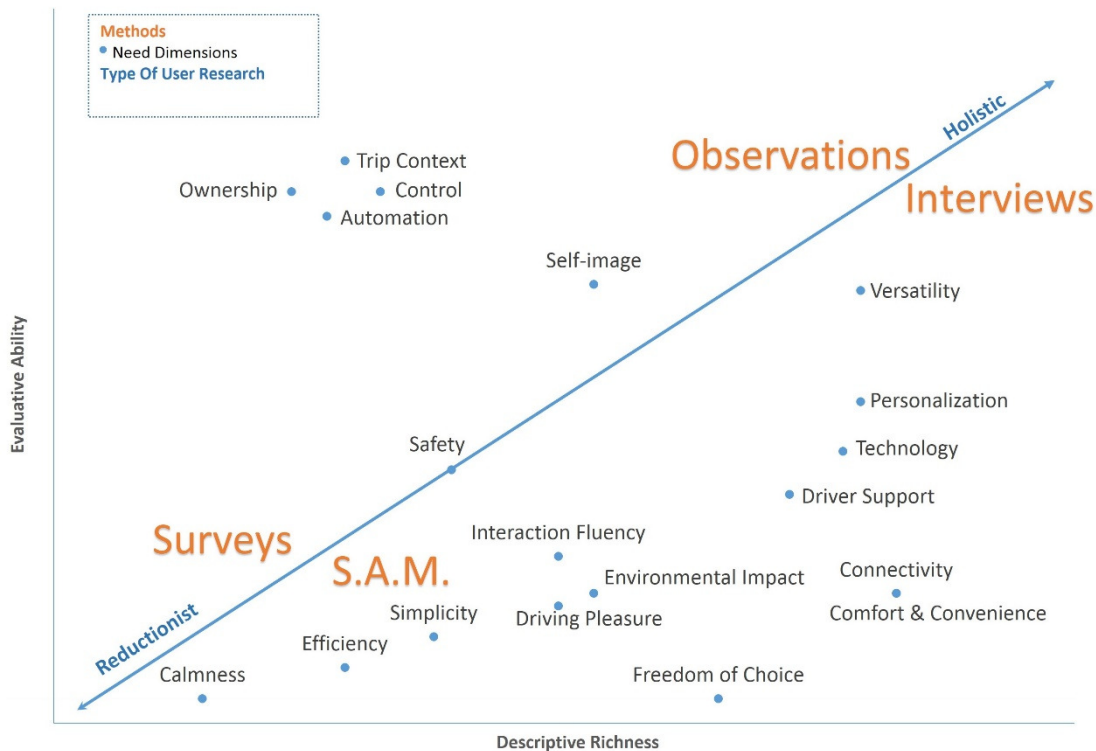 Methods
Need Dimensions
Type Of User Research
Holistic
Observations
Trip Context
Interviews
Ownership
Control
Automation
Self-image
Versatility
Evaluative Ability
Personalization
Safety
Technology
Driver Support
Surveys
Interaction Fluency
S.A.M.
Environmental Impact
Connectivity
Simplicity
Driving Pleasure
Comfort & Convenience
Reductionist
Efficiency
Calmness
Freedom of Choice
Descriptive Richness